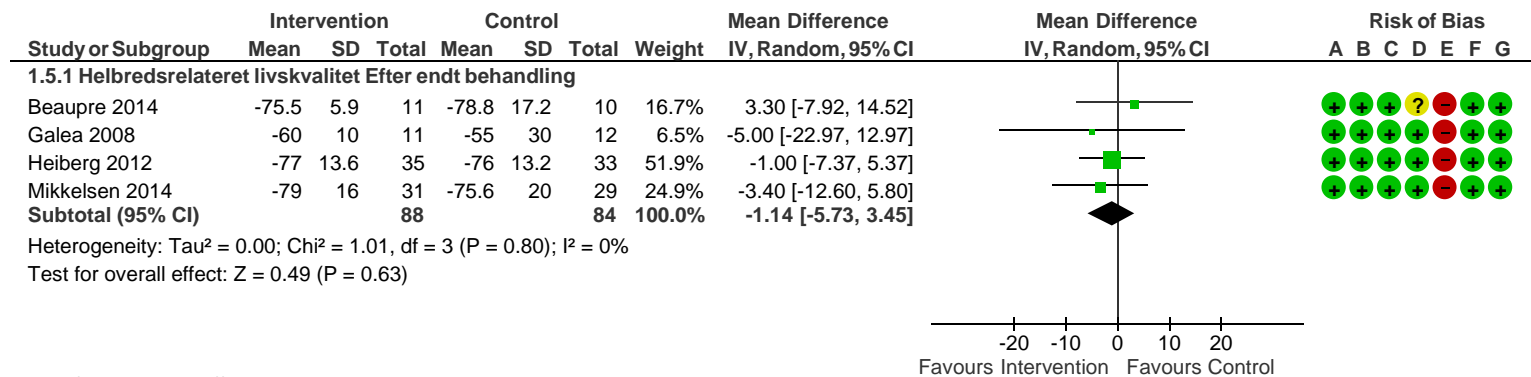 Intervention Control Mean Difference Mean Difference Risk of Bias
Study or Subgroup Mean SD Total Mean SD Total Weight IV, Random, 95% CI IV, Random, 95% CI A B C D E F G
1.5.1 Helbredsrelateret livskvalitet Efter endt behandling
Beaupre 2014 -75.5 5.9 11 -78.8 17.2 10 16.7% 3.30 [-7.92, 14.52] + + + ? – + +
Galea 2008 -60 10 11 -55 30 12 6.5% -5.00 [-22.97, 12.97] + + + + – + +
Heiberg 2012 -77 13.6 35 -76 13.2 33 51.9% -1.00 [-7.37, 5.37] + + + + – + +
Mikkelsen 2014 -79 16 31 -75.6 20 29 24.9% -3.40 [-12.60, 5.80] + + + + – + +
Subtotal (95% CI) 88 84 100.0% -1.14 [-5.73, 3.45]
Heterogeneity: Tau² = 0.00; Chi² = 1.01, df = 3 (P = 0.80); I² = 0%
Test for overall effect: Z = 0.49 (P = 0.63)
-20 -10 0 10 20
Favours Intervention Favours Control